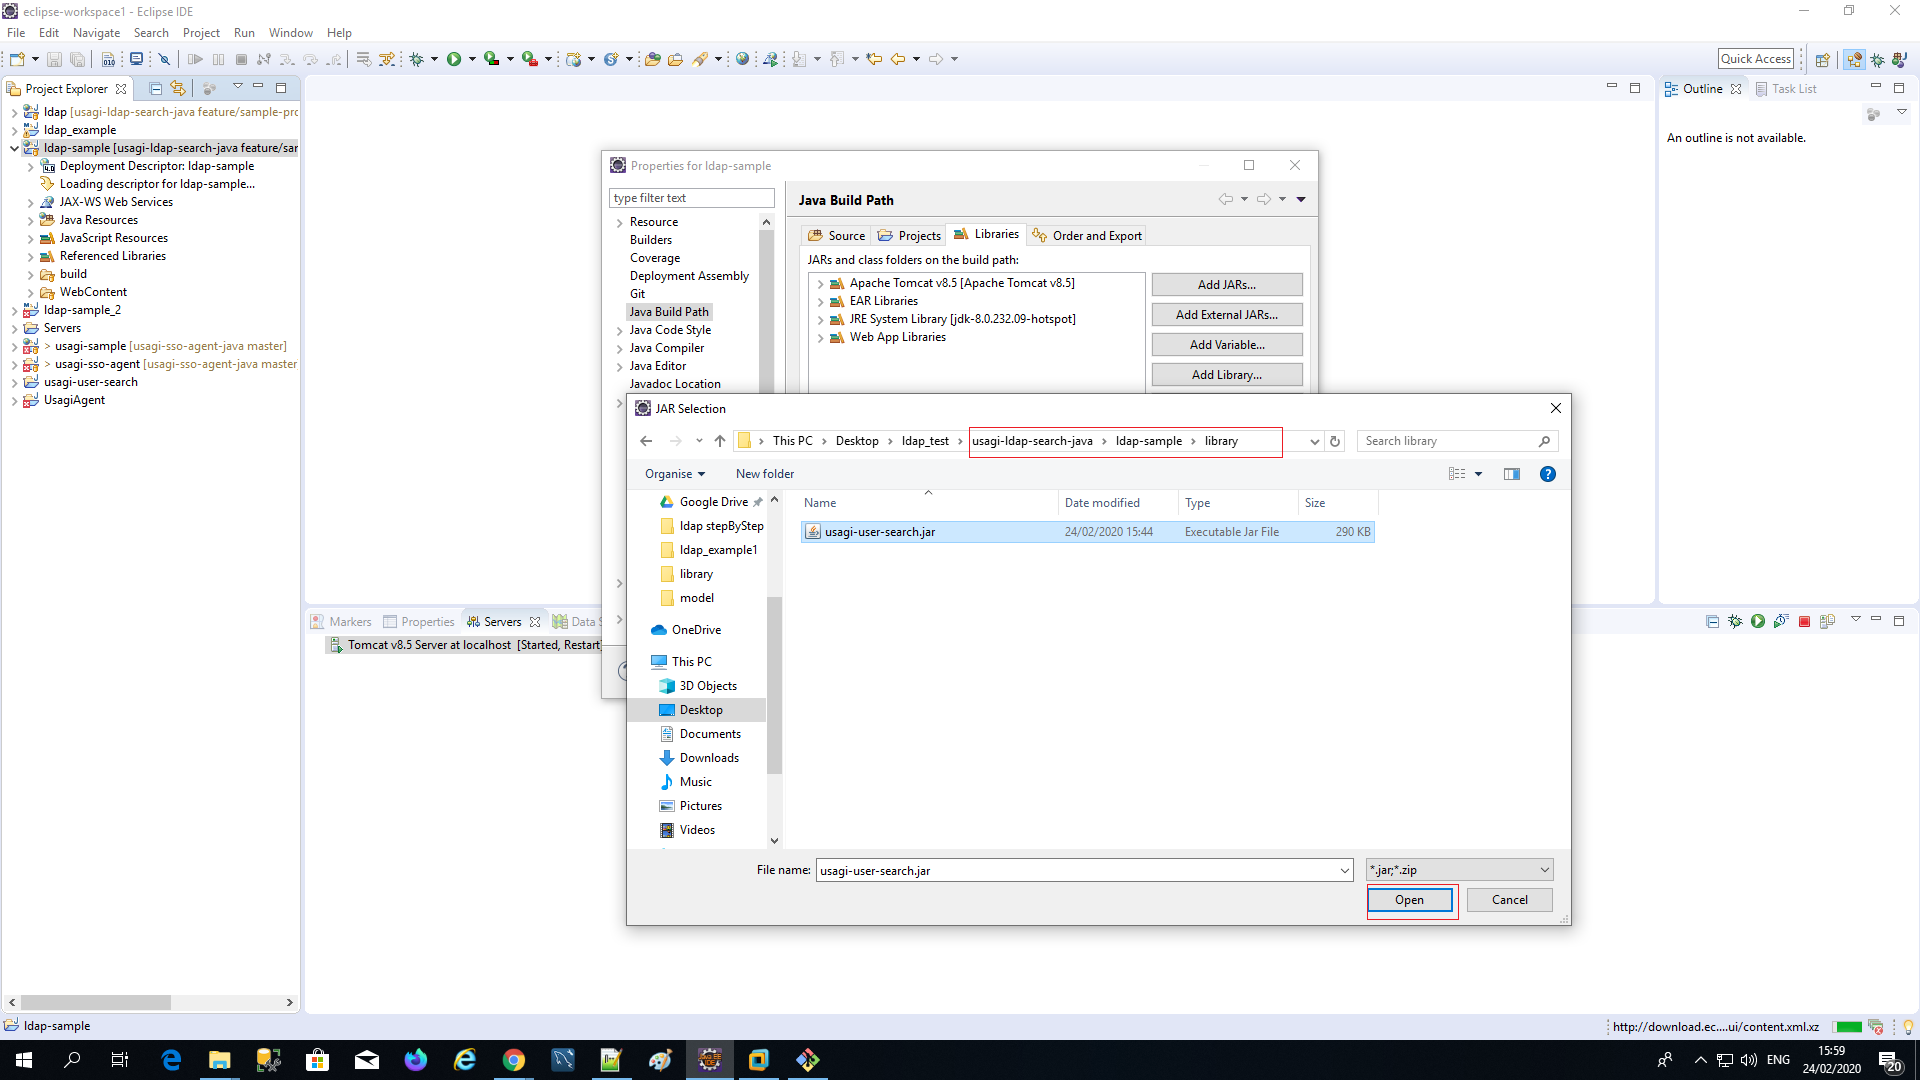 eclipse-workspace1 - Eclipse IDE
File Edit Navigate Search Project Run Window Help
Quick Access
Project Explorer
ldap [usagi-ldap-search-java feature/sample-pro
ldap_example
ldap-sample [usagi-ldap-search-java feature/sar
Deployment Descriptor: ldap-sample
Loading descriptor for ldap-sample...
JAX-WS Web Services
Java Resources
JavaScript Resources
Referenced Libraries
build
WebContent
ldap-sample_2
Servers
> usagi-sample [usagi-sso-agent-java master]
> usagi-sso-agent [usagi-sso-agent-java master
usagi-user-search
UsagiAgent
Outline Task List
An outline is not available.
Properties for ldap-sample
type filter text
Resource
Builders
Coverage
Deployment Assembly
Git
Java Build Path
Java Code Style
Java Compiler
Java Editor
Javadoc Location
Java Build Path
Source Projects Libraries Order and Export
JARs and class folders on the build path:
Apache Tomcat v8.5 [Apache Tomcat v8.5]
EAR Libraries
JRE System Library [jdk-8.0.232.09-hotspot]
Web App Libraries
Add JARs...
Add External JARs...
Add Variable...
Add Library...
JAR Selection
This PC Desktop ldap_test usagi-ldap-search-java ldap-sample library
Search library
Organise New folder
Google Drive
ldap stepByStep
ldap_example1
library
model
OneDrive
This PC
3D Objects
Desktop
Documents
Downloads
Music
Pictures
Videos
Name Date modified Type Size
usagi-user-search.jar 24/02/2020 15:44 Executable Jar File 290 KB
File name: usagi-user-search.jar
*.jar;*.zip
Open Cancel
Markers Properties Servers Data S
Tomcat v8.5 Server at localhost [Started, Restart]
ldap-sample
http://download.ec....ui/content.xml.xz
ENG
15:59
24/02/2020
20